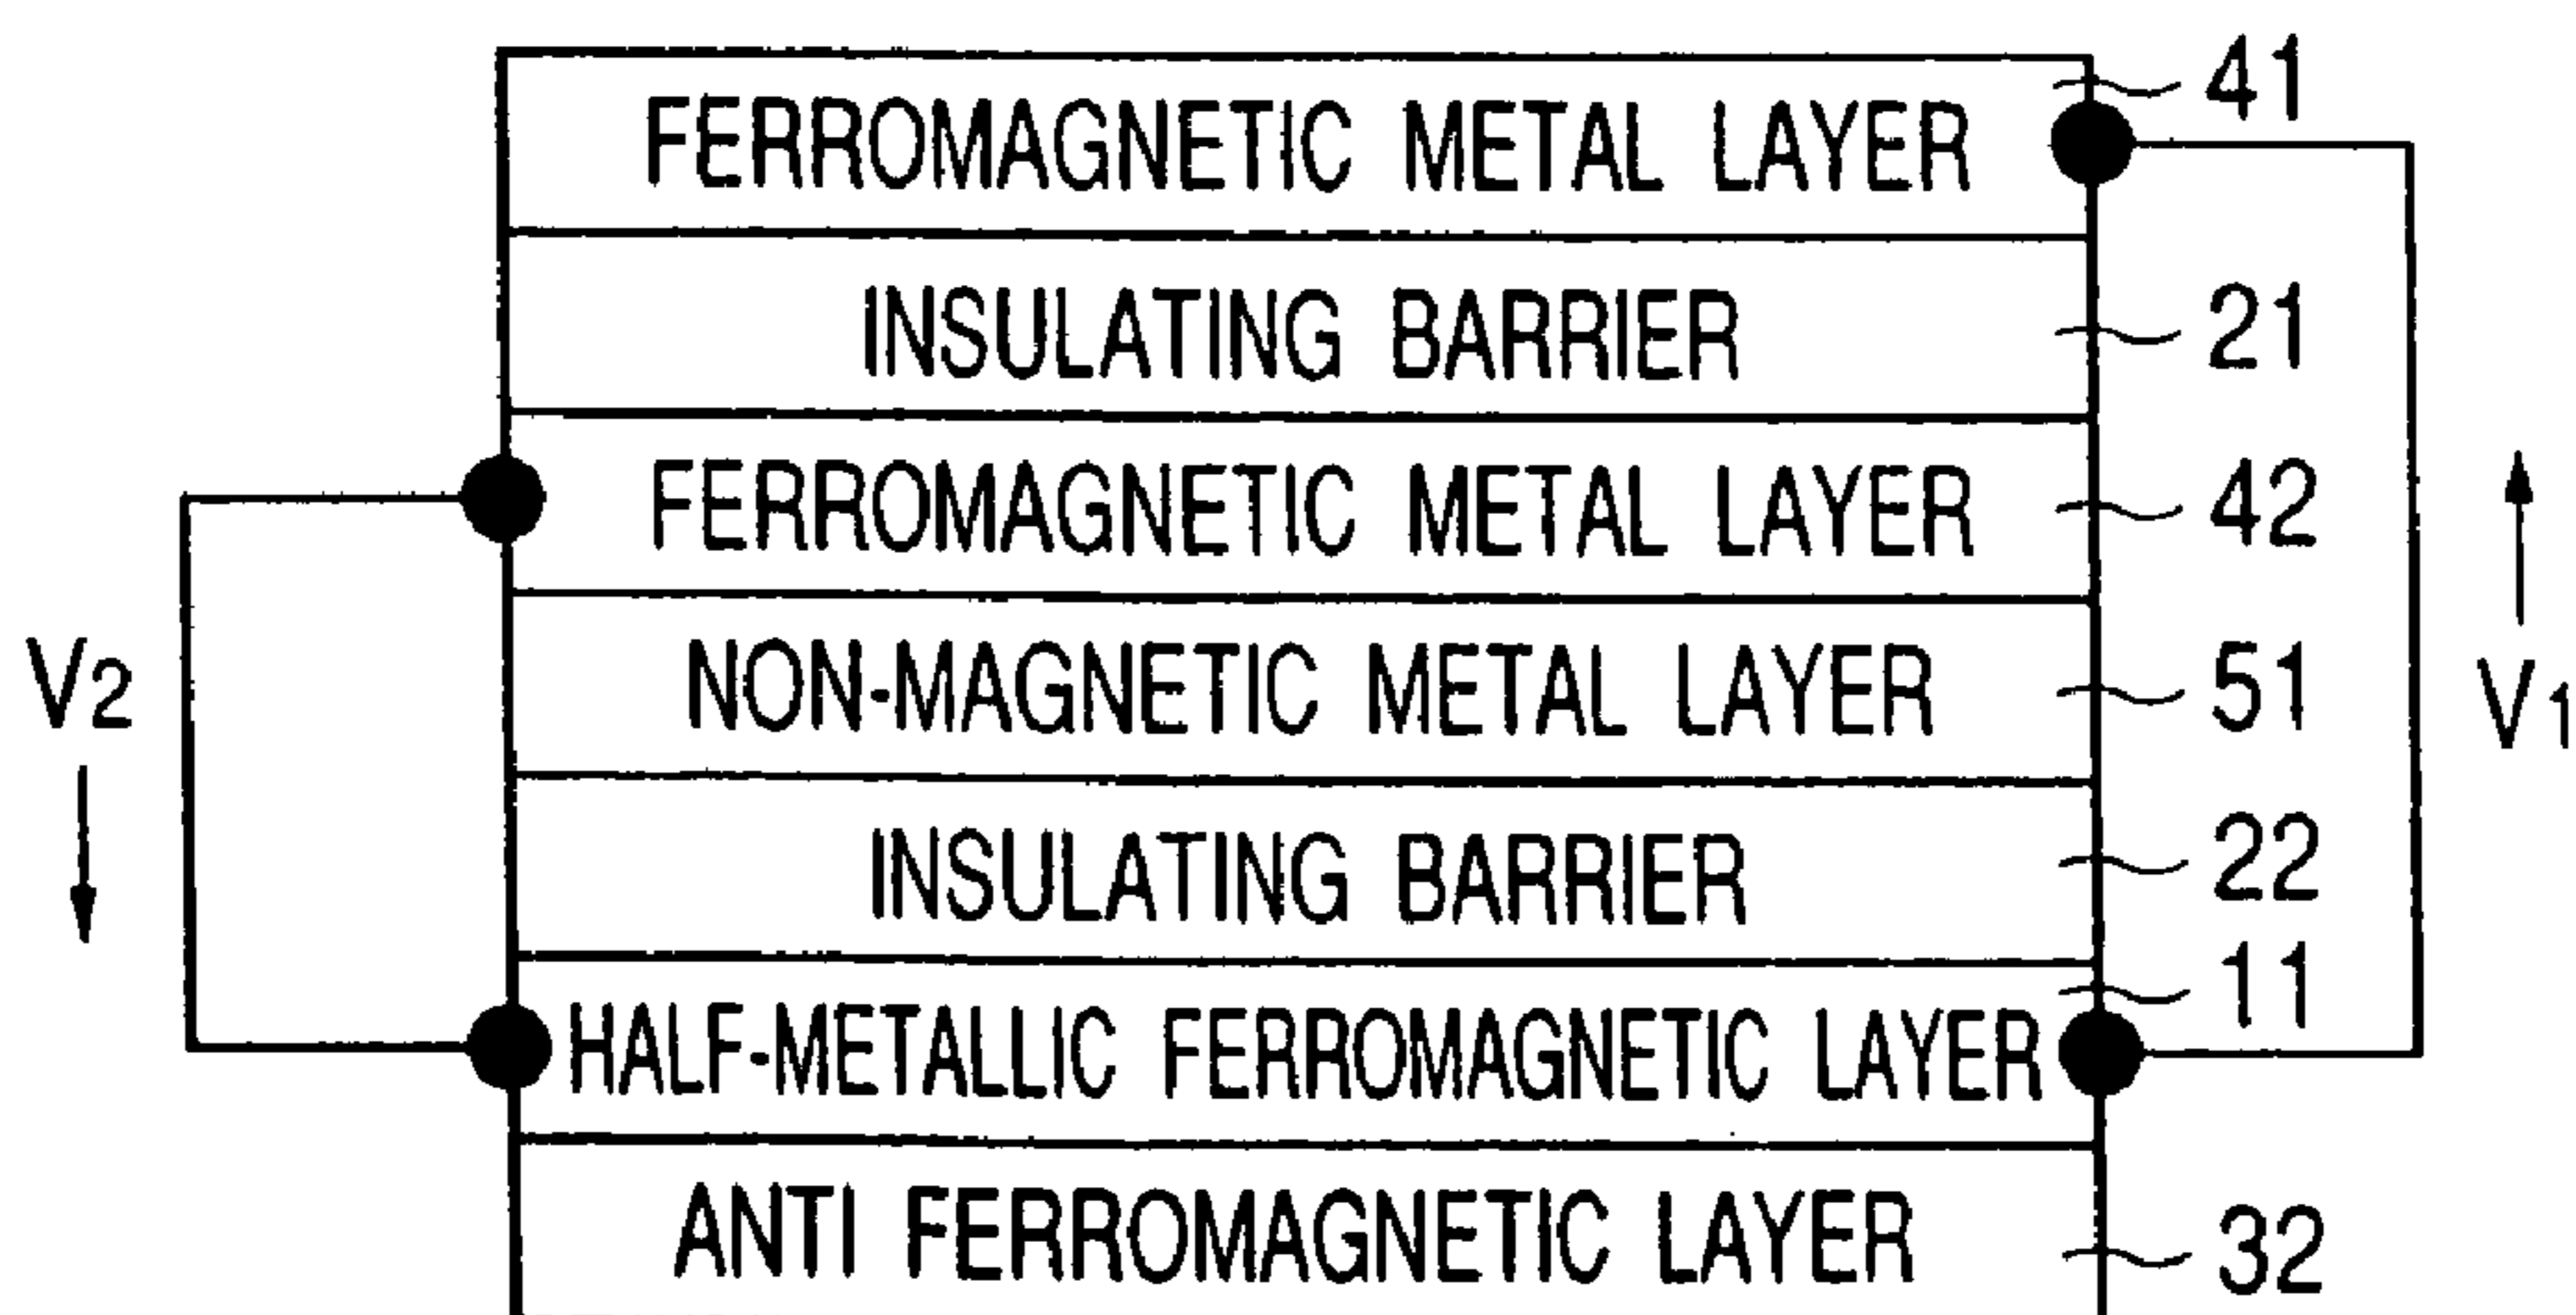 41
FERROMAGNETIC METAL LAYER
INSULATING BARRIER 21
FERROMAGNETIC METAL LAYER 42
V2 NON-MAGNETIC METAL LAYER 51 V1
INSULATING BARRIER 22
11
HALF-METALLIC FERROMAGNETIC LAYER
ANTI FERROMAGNETIC LAYER 32